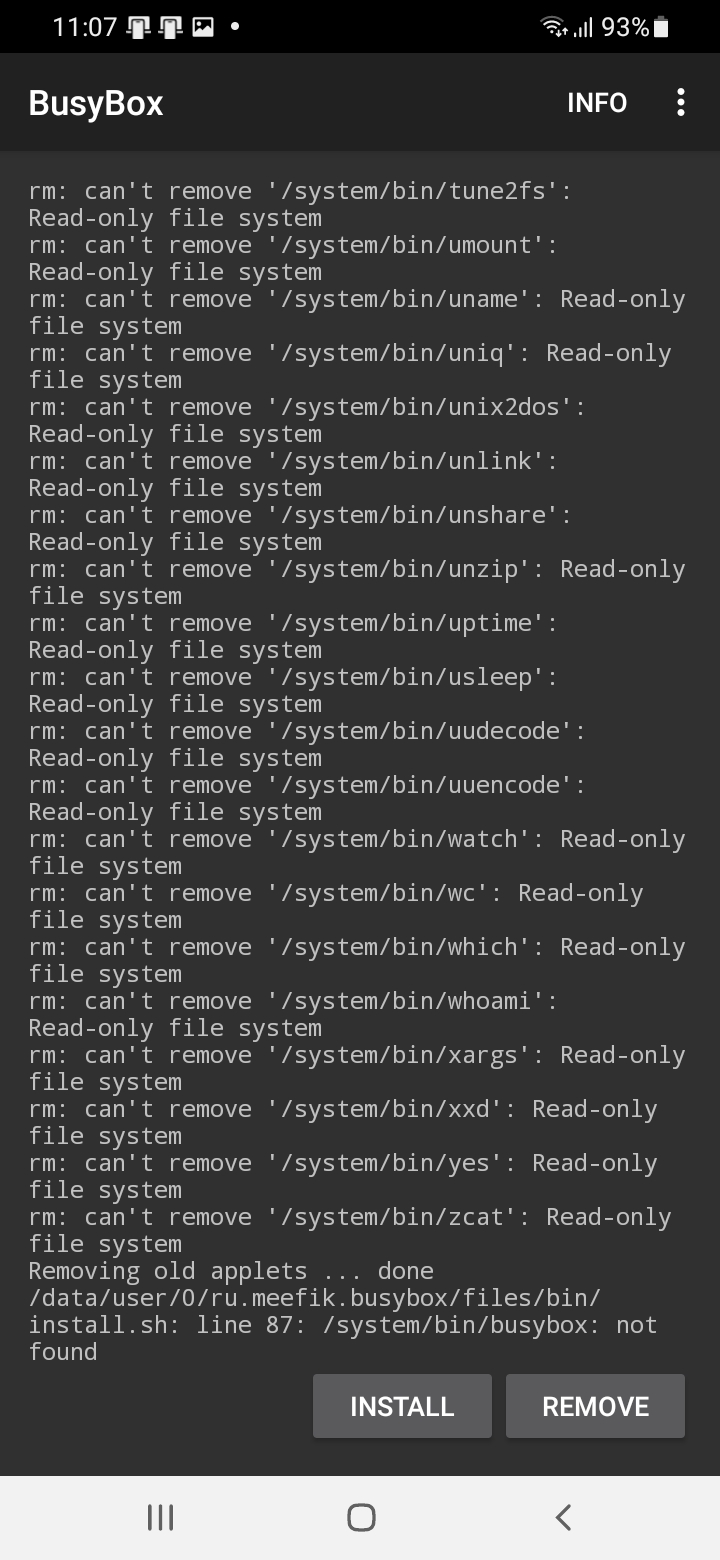 11:07 93%
BusyBox INFO
rm: can't remove '/system/bin/tune2fs':
Read-only file system
rm: can't remove '/system/bin/umount':
Read-only file system
rm: can't remove '/system/bin/uname': Read-only
file system
rm: can't remove '/system/bin/uniq': Read-only
file system
rm: can't remove '/system/bin/unix2dos':
Read-only file system
rm: can't remove '/system/bin/unlink':
Read-only file system
rm: can't remove '/system/bin/unshare':
Read-only file system
rm: can't remove '/system/bin/unzip': Read-only
file system
rm: can't remove '/system/bin/uptime':
Read-only file system
rm: can't remove '/system/bin/usleep':
Read-only file system
rm: can't remove '/system/bin/uudecode':
Read-only file system
rm: can't remove '/system/bin/uuencode':
Read-only file system
rm: can't remove '/system/bin/watch': Read-only
file system
rm: can't remove '/system/bin/wc': Read-only
file system
rm: can't remove '/system/bin/which': Read-only
file system
rm: can't remove '/system/bin/whoami':
Read-only file system
rm: can't remove '/system/bin/xargs': Read-only
file system
rm: can't remove '/system/bin/xxd': Read-only
file system
rm: can't remove '/system/bin/yes': Read-only
file system
rm: can't remove '/system/bin/zcat': Read-only
file system
Removing old applets ... done
/data/user/0/ru.meefik.busybox/files/bin/
install.sh: line 87: /system/bin/busybox: not
found
INSTALL REMOVE